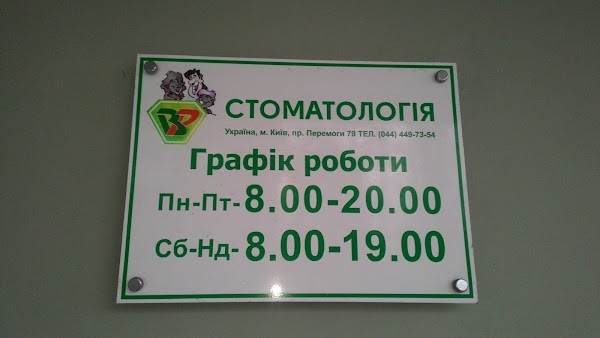 СТОМАТОЛОГІЯ
Україна, м. Київ, пр. Перемоги 79 ТЕЛ. (044) 449-73-54
Графік роботи
Пн-Пт- 8.00-20.00
Сб-Нд- 8.00-19.00